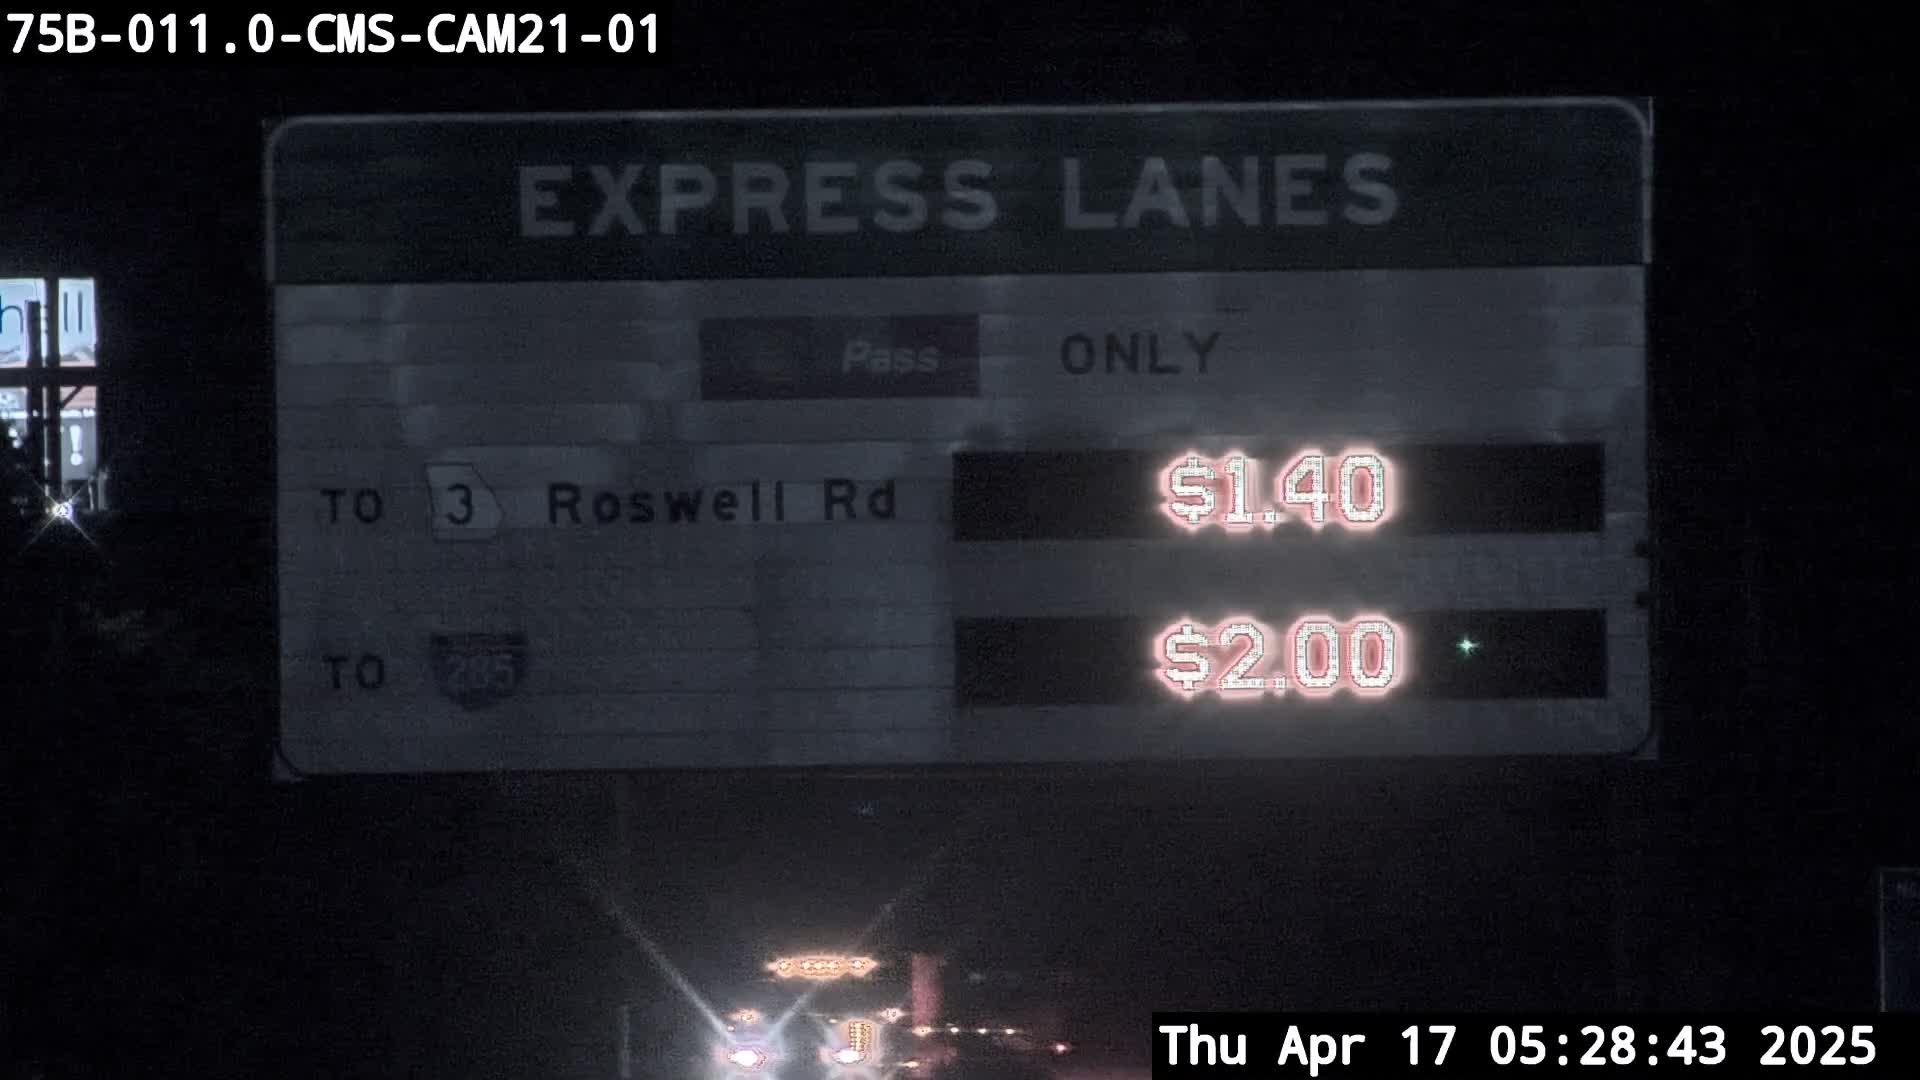 75B-011.0-CMS-CAM21-01
EXPRESS LANES
Pass ONLY
TO 3 Roswell Rd $1.40
TO 285 $2.00
Thu Apr 17 05:28:43 2025